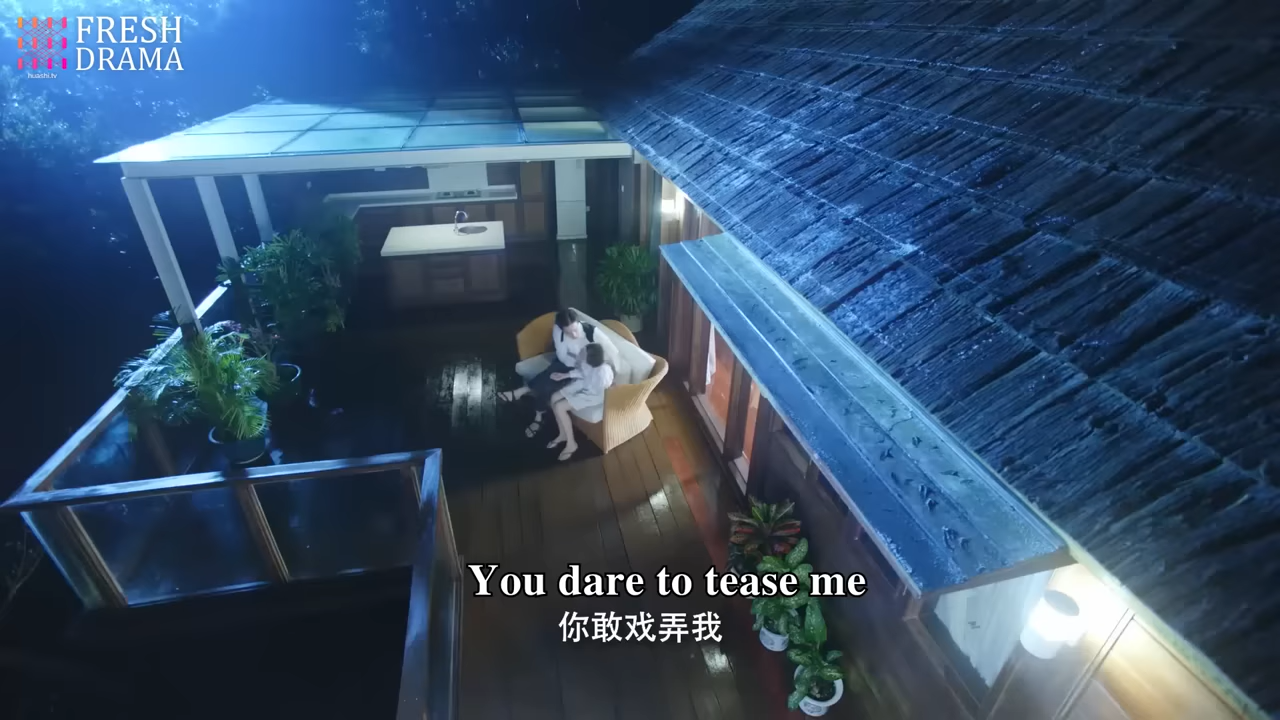 FRESH
DRAMA
huashi.tv
You dare to tease me
你敢戏弄我